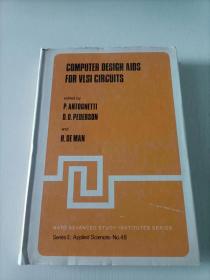 COMPUTER DESIGN AIDS
FOR VLSI CIRCUITS
edited by
P. ANTOGNETTI
D.O. PEDERSON
and
H. DE MAN
NATO ADVANCED STUDY INSTITUTES SERIES
Series E: Applied Sciences - No. 48